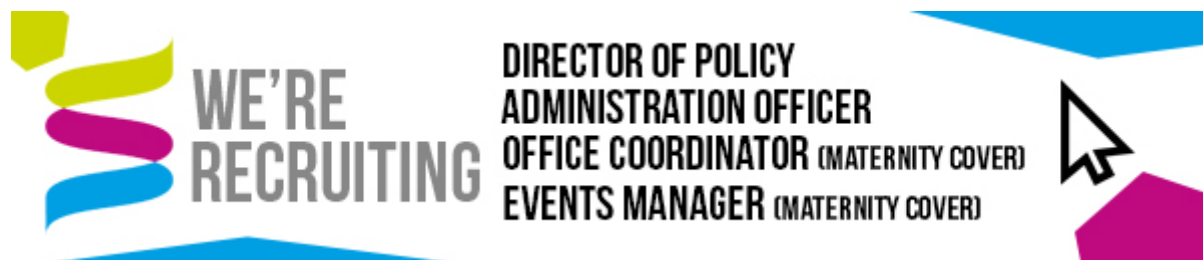 WE'RE
RECRUITING
DIRECTOR OF POLICY
ADMINISTRATION OFFICER
OFFICE COORDINATOR (MATERNITY COVER)
EVENTS MANAGER (MATERNITY COVER)